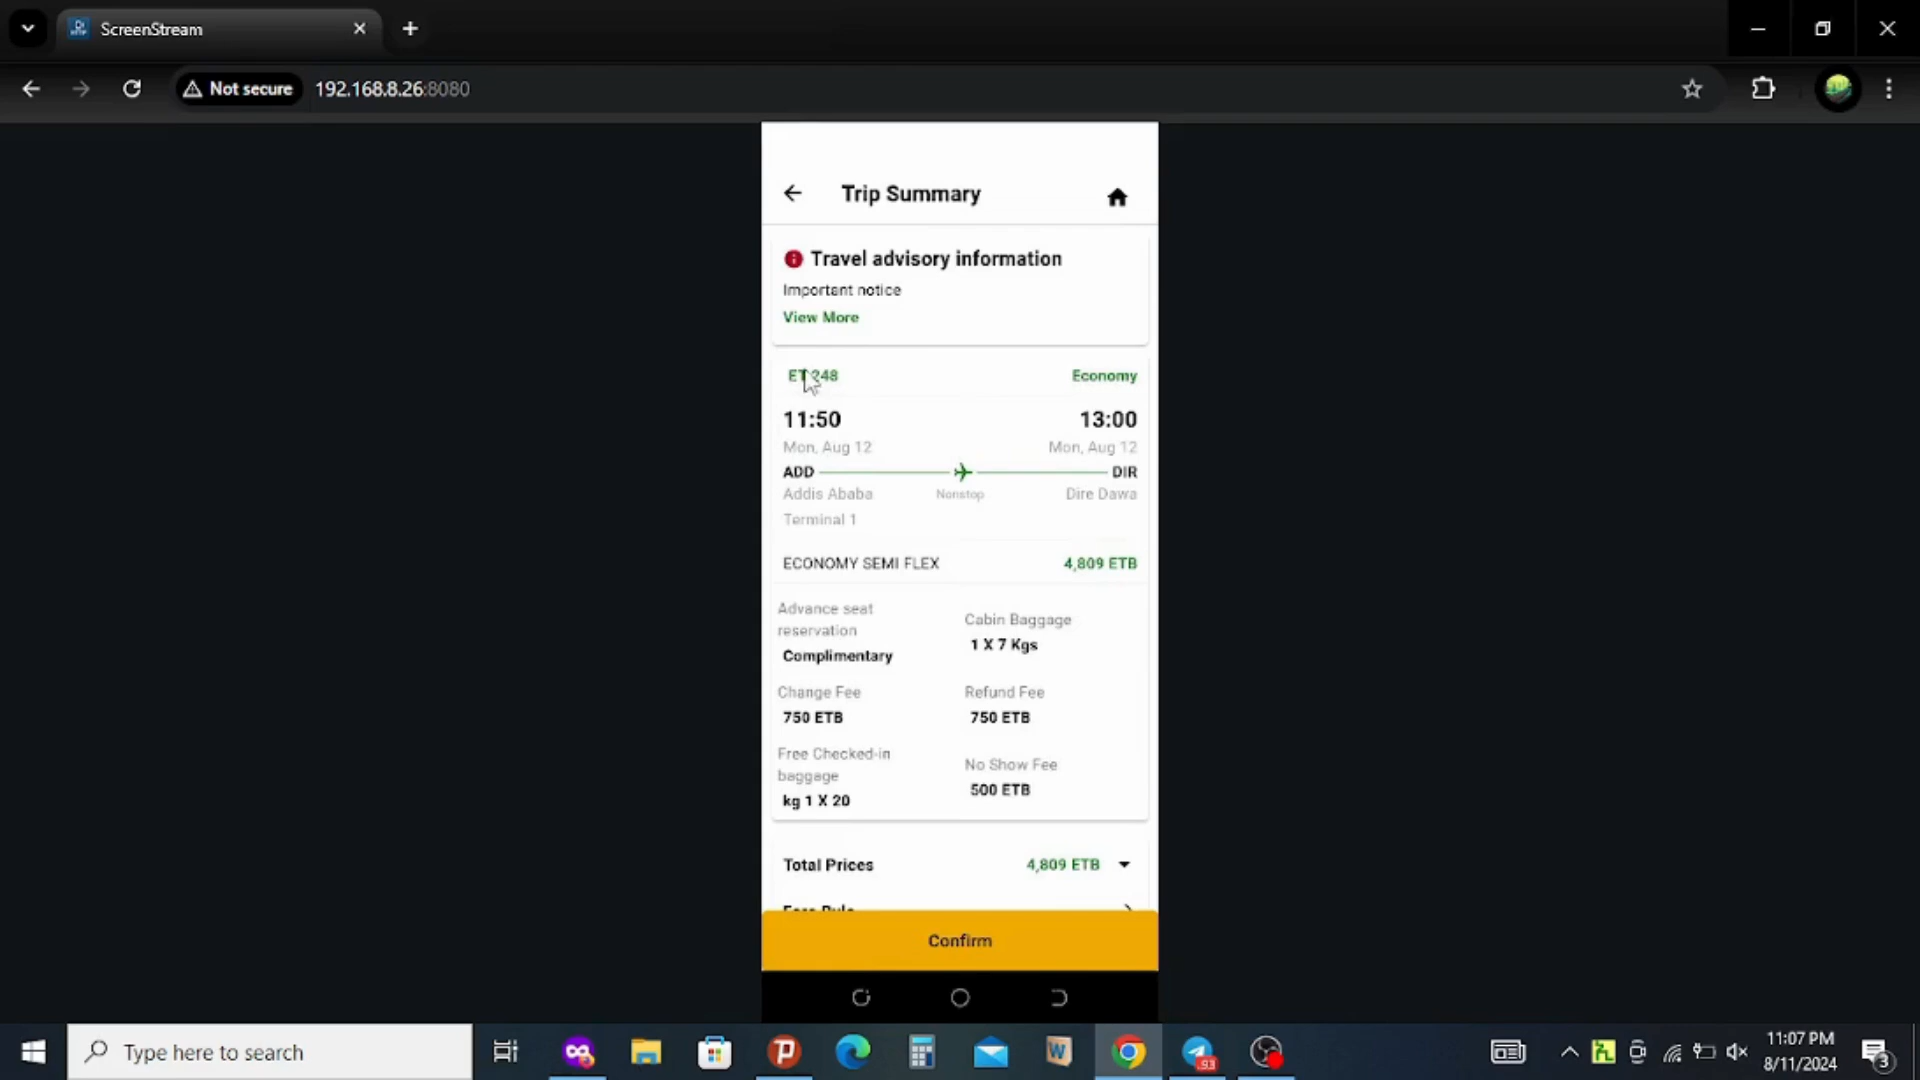 ScreenStream
Not secure
192.168.8.26:8080
Trip Summary
Travel advisory information
Important notice
View More
ET 248
Economy
11:50
13:00
Mon, Aug 12
Mon, Aug 12
ADD
DIR
Addis Ababa
Nonstop
Dire Dawa
Terminal 1
ECONOMY SEMI FLEX
4,809 ETB
Advance seat
reservation
Complimentary
Cabin Baggage
1 X 7 Kgs
Change Fee
750 ETB
Refund Fee
750 ETB
Free Checked-in
baggage
kg 1 X 20
No Show Fee
500 ETB
Total Prices
4,809 ETB
Fare Rule
Confirm
Type here to search
93
11:07 PM
8/11/2024
3